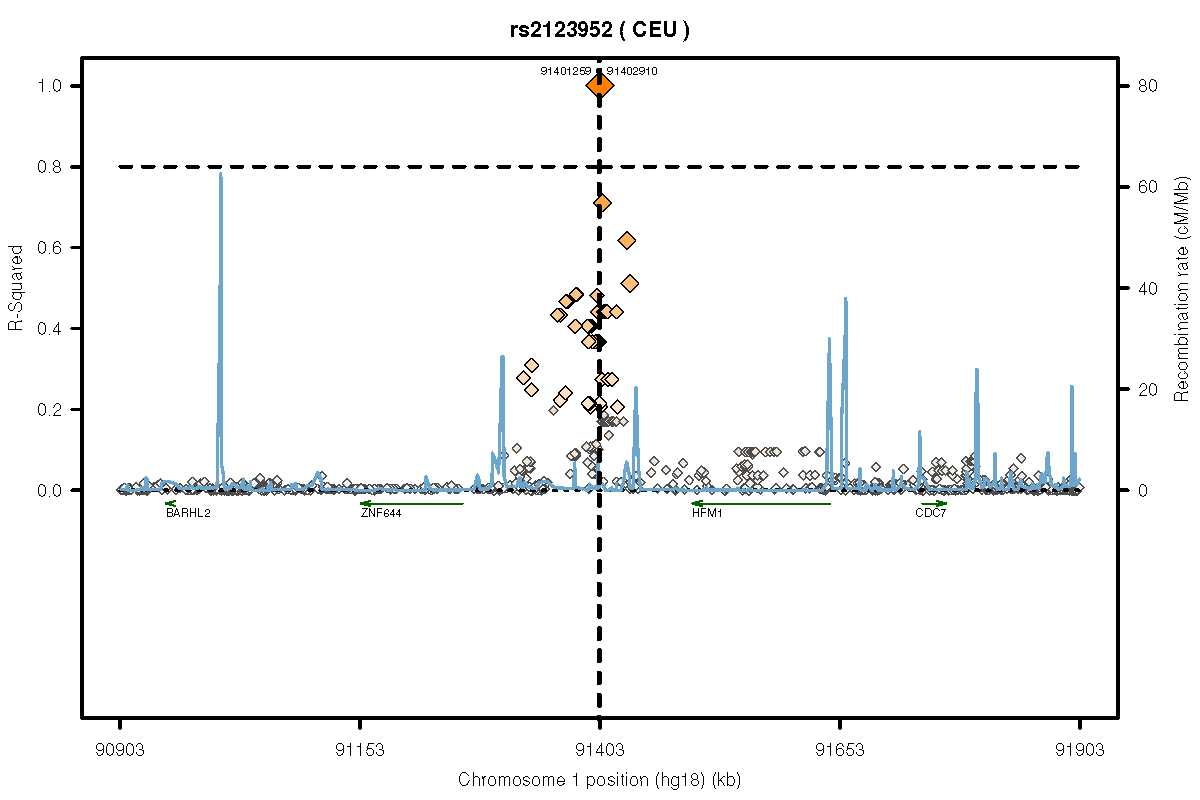 rs2123952 ( CEU )
91401259 91402910
1.0
0.8
0.6
0.4
0.2
0.0
R-Squared
80
60
40
20
0
Recombination rate (cM/Mb)
BARHL2
ZNF644
HFM1
CDC7
90903 91153 91403 91653 91903
Chromosome 1 position (hg18) (kb)